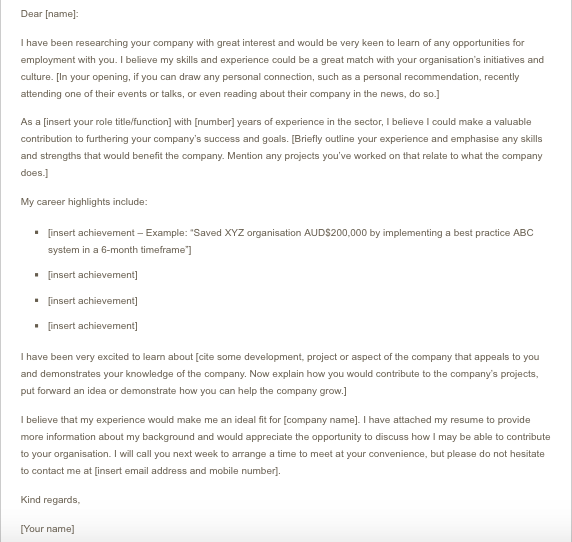 Dear [name]:
I have been researching your company with great interest and would be very keen to learn of any opportunities for
employment with you. I believe my skills and experience could be a great match with your organisation's initiatives and
culture. [In your opening, if you can draw any personal connection, such as a personal recommendation, recently
attending one of their events or talks, or even reading about their company in the news, do so.]
As a [insert your role title/function] with [number] years of experience in the sector, I believe I could make a valuable
contribution to furthering your company's success and goals. [Briefly outline your experience and emphasise any skills
and strengths that would benefit the company. Mention any projects you've worked on that relate to what the company
does.]
My career highlights include:
▪ [insert achievement – Example: “Saved XYZ organisation AUD$200,000 by implementing a best practice ABC
system in a 6-month timeframe”]
▪ [insert achievement]
▪ [insert achievement]
▪ [insert achievement]
I have been very excited to learn about [cite some development, project or aspect of the company that appeals to you
and demonstrates your knowledge of the company. Now explain how you would contribute to the company's projects,
put forward an idea or demonstrate how you can help the company grow.]
I believe that my experience would make me an ideal fit for [company name]. I have attached my resume to provide
more information about my background and would appreciate the opportunity to discuss how I may be able to contribute
to your organisation. I will call you next week to arrange a time to meet at your convenience, but please do not hesitate
to contact me at [insert email address and mobile number].
Kind regards,
[Your name]